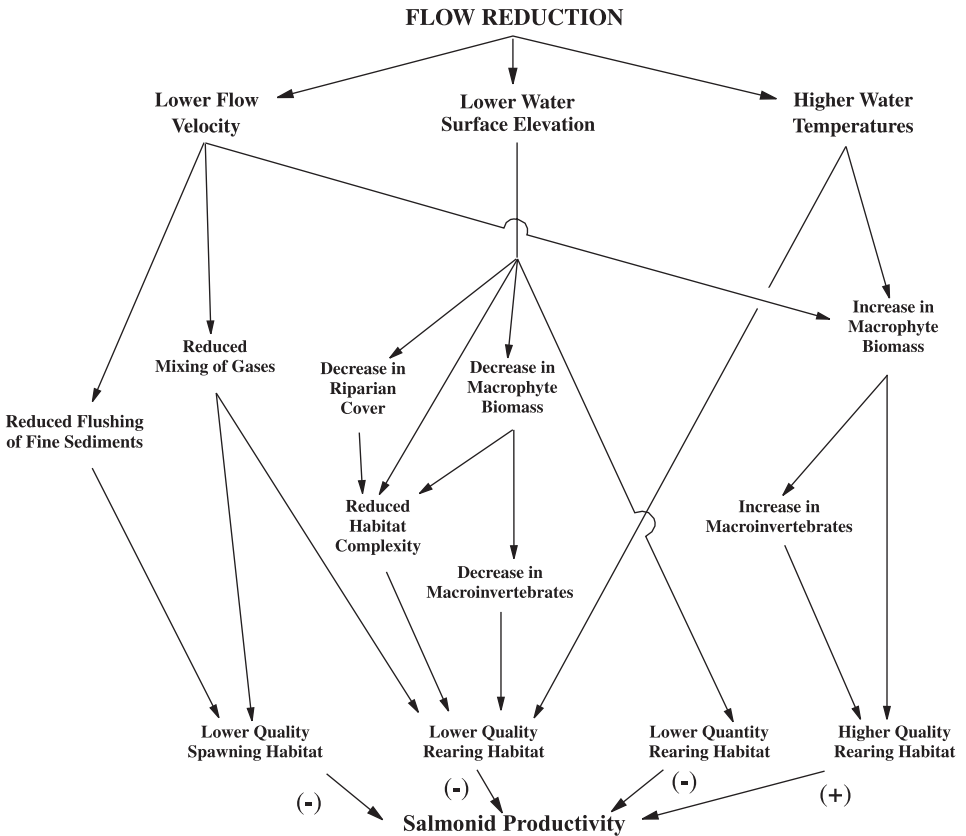 FLOW REDUCTION
Lower Flow
Velocity
Lower Water
Surface Elevation
Higher Water
Temperatures
Increase in
Macrophyte
Biomass
Reduced
Mixing of Gases
Decrease in
Riparian
Cover
Decrease in
Macrophyte
Biomass
Reduced Flushing
of Fine Sediments
Reduced
Habitat
Complexity
Increase in
Macroinvertebrates
Decrease in
Macroinvertebrates
Lower Quality
Spawning Habitat
Lower Quality
Rearing Habitat
Lower Quantity
Rearing Habitat
Higher Quality
Rearing Habitat
(-)
(-)
(-)
(+)
Salmonid Productivity